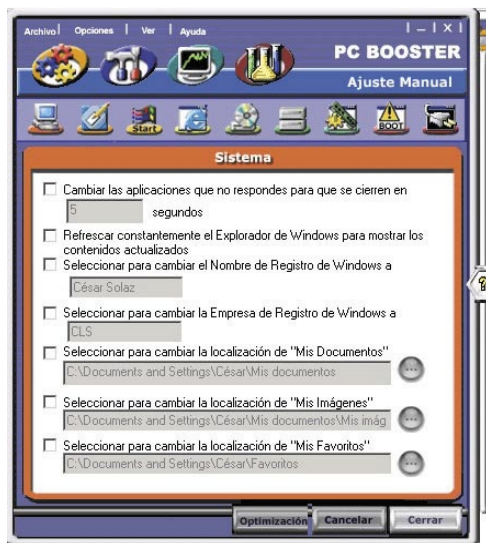 Archivo | Opciones | Ver | Ayuda
PC BOOSTER
Ajuste Manual
Start
BOOT
Sistema
Cambiar las aplicaciones que no respondes para que se cierren en
5 segundos
Refrescar constantemente el Explorador de Windows para mostrar los
contenidos actualizados
Seleccionar para cambiar el Nombre de Registro de Windows a
César Solaz
Seleccionar para cambiar la Empresa de Registro de Windows a
CLS
Seleccionar para cambiar la localización de "Mis Documentos"
C:\Documents and Settings\César\Mis documentos
Seleccionar para cambiar la localización de "Mis Imágenes"
C:\Documents and Settings\César\Mis documentos\Mis imág
Seleccionar para cambiar la localización de "Mis Favoritos"
C:\Documents and Settings\César\Favoritos
Optimización Cancelar Cerrar